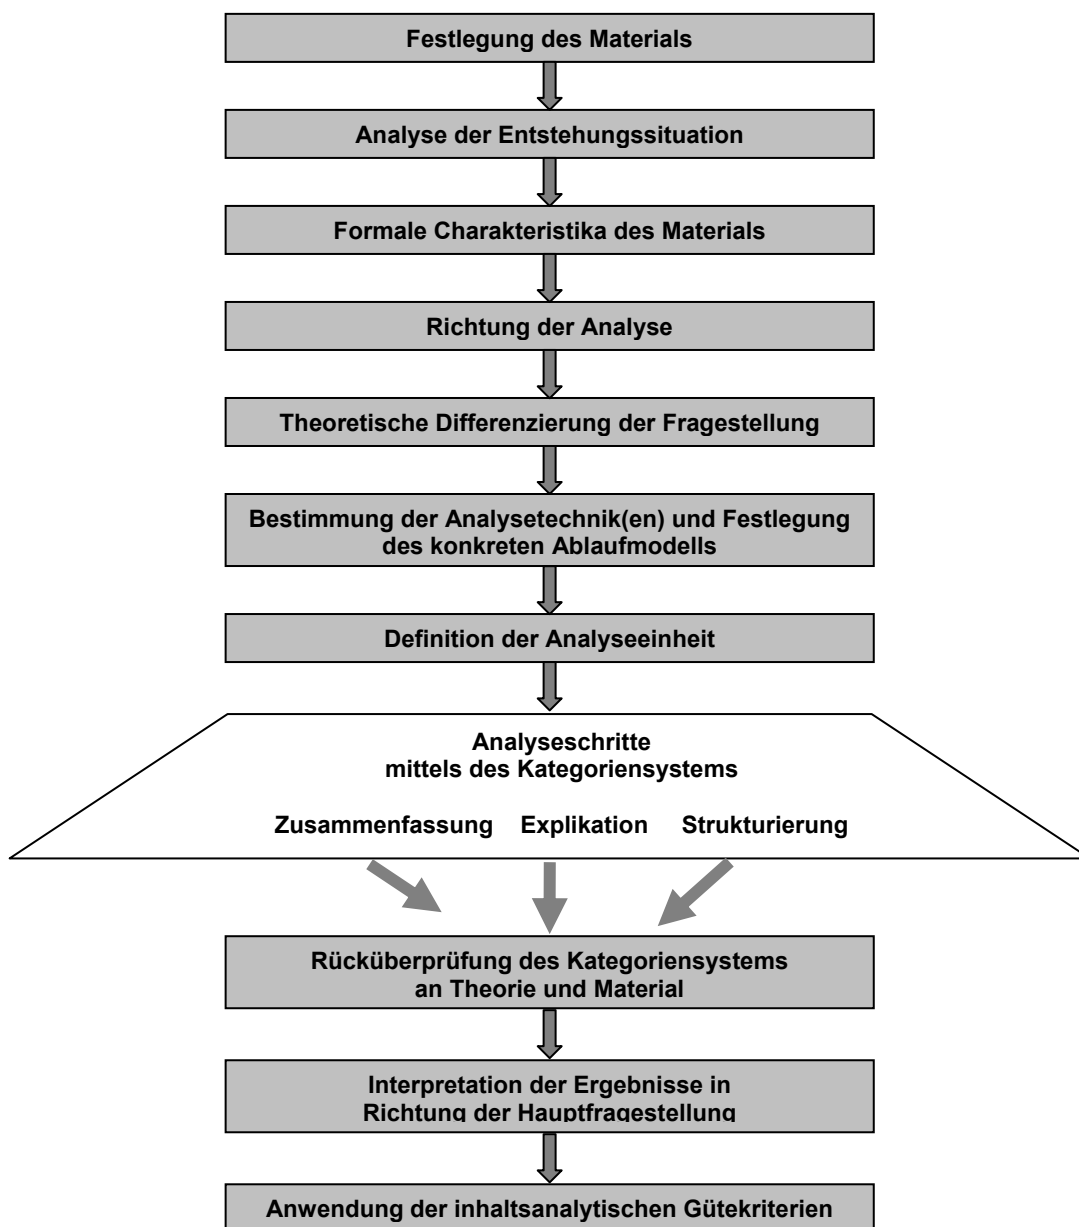 Festlegung des Materials
Analyse der Entstehungssituation
Formale Charakteristika des Materials
Richtung der Analyse
Theoretische Differenzierung der Fragestellung
Bestimmung der Analysetechnik(en) und Festlegung
des konkreten Ablaufmodells
Definition der Analyseeinheit
Analyseschritte
mittels des Kategoriensystems
Zusammenfassung Explikation Strukturierung
Rücküberprüfung des Kategoriensystems
an Theorie und Material
Interpretation der Ergebnisse in
Richtung der Hauptfragestellung
Anwendung der inhaltsanalytischen Gütekriterien